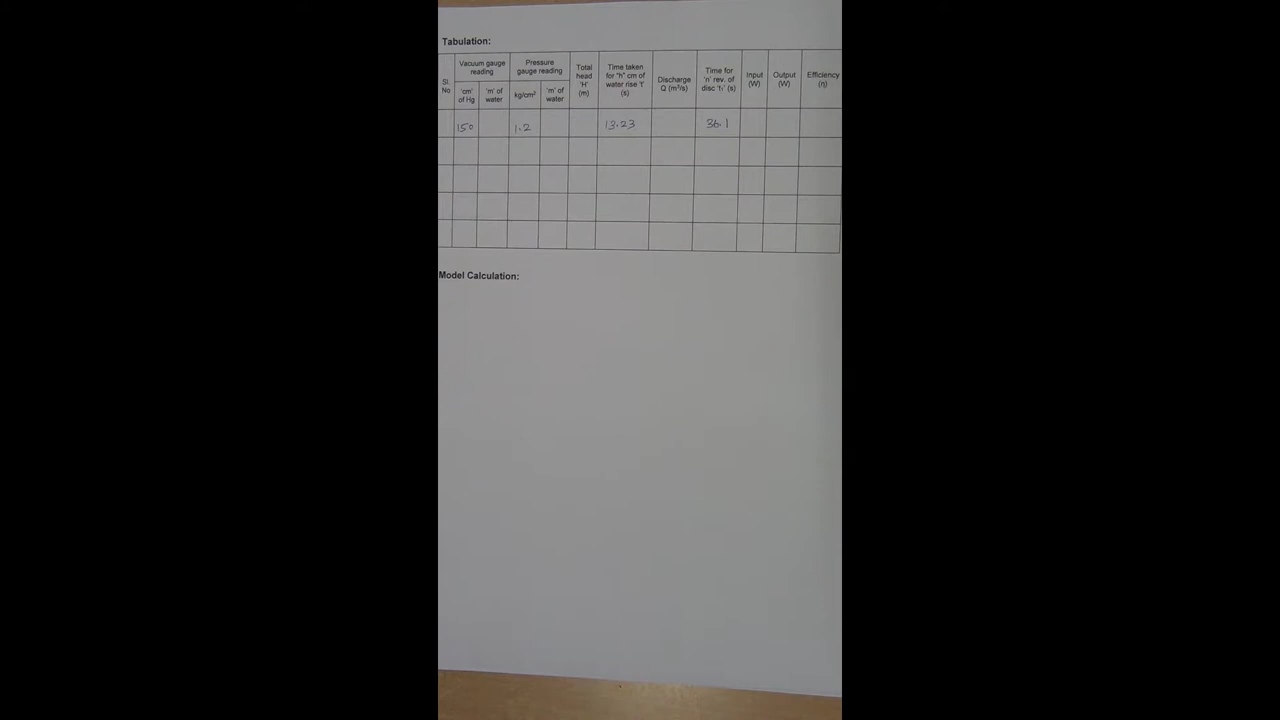 Tabulation:
Sl. No
Vacuum gauge reading
'cm' of Hg
'm' of water
Pressure gauge reading
kg/cm²
'm' of water
Total head 'H' (m)
Time taken for "h" cm of water rise 't' (s)
Discharge Q (m³/s)
Time for 'n' rev. of disc 't₁' (s)
Input (W)
Output (W)
Efficiency (η)
150 1.2 13.23 36.1
Model Calculation: